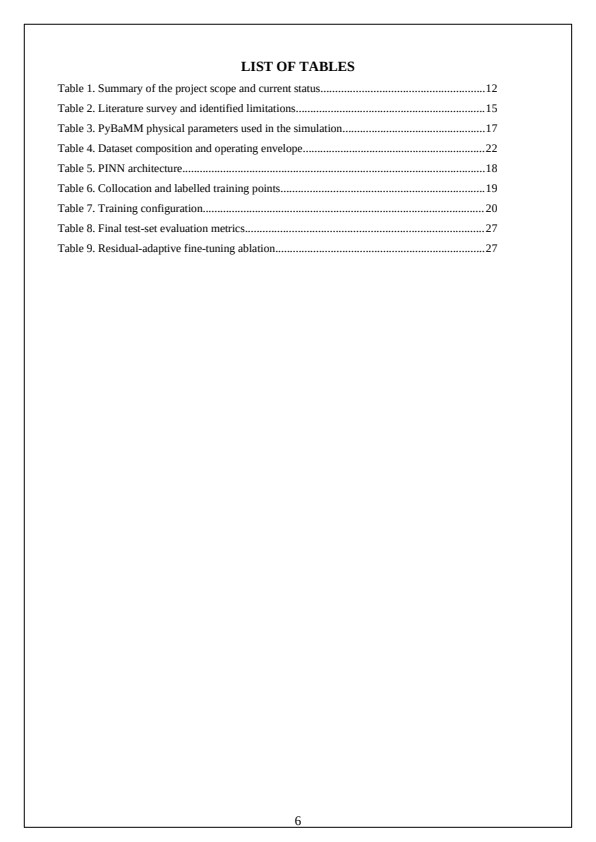 LIST OF TABLES
Table 1. Summary of the project scope and current status........................................................12
Table 2. Literature survey and identified limitations.................................................................15
Table 3. PyBaMM physical parameters used in the simulation.................................................17
Table 4. Dataset composition and operating envelope..............................................................22
Table 5. PINN architecture.......................................................................................................18
Table 6. Collocation and labelled training points......................................................................19
Table 7. Training configuration................................................................................................20
Table 8. Final test-set evaluation metrics..................................................................................27
Table 9. Residual-adaptive fine-tuning ablation........................................................................27
6